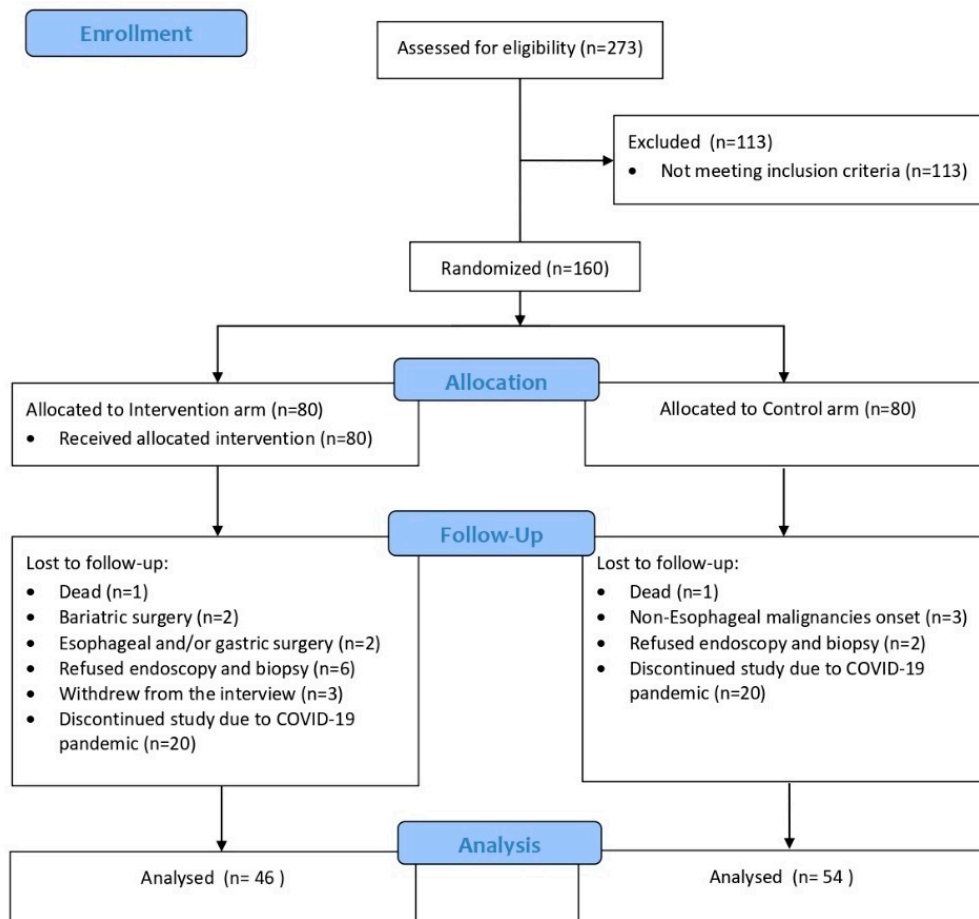 Enrollment
Assessed for eligibility (n=273)
Excluded (n=113)
• Not meeting inclusion criteria (n=113)
Randomized (n=160)
Allocation
Allocated to Intervention arm (n=80)
• Received allocated intervention (n=80)
Allocated to Control arm (n=80)
Follow-Up
Lost to follow-up:
• Dead (n=1)
• Bariatric surgery (n=2)
• Esophageal and/or gastric surgery (n=2)
• Refused endoscopy and biopsy (n=6)
• Withdrew from the interview (n=3)
• Discontinued study due to COVID-19
pandemic (n=20)
Lost to follow-up:
• Dead (n=1)
• Non-Esophageal malignancies onset (n=3)
• Refused endoscopy and biopsy (n=2)
• Discontinued study due to COVID-19
pandemic (n=20)
Analysis
Analysed (n= 46 )
Analysed (n= 54 )